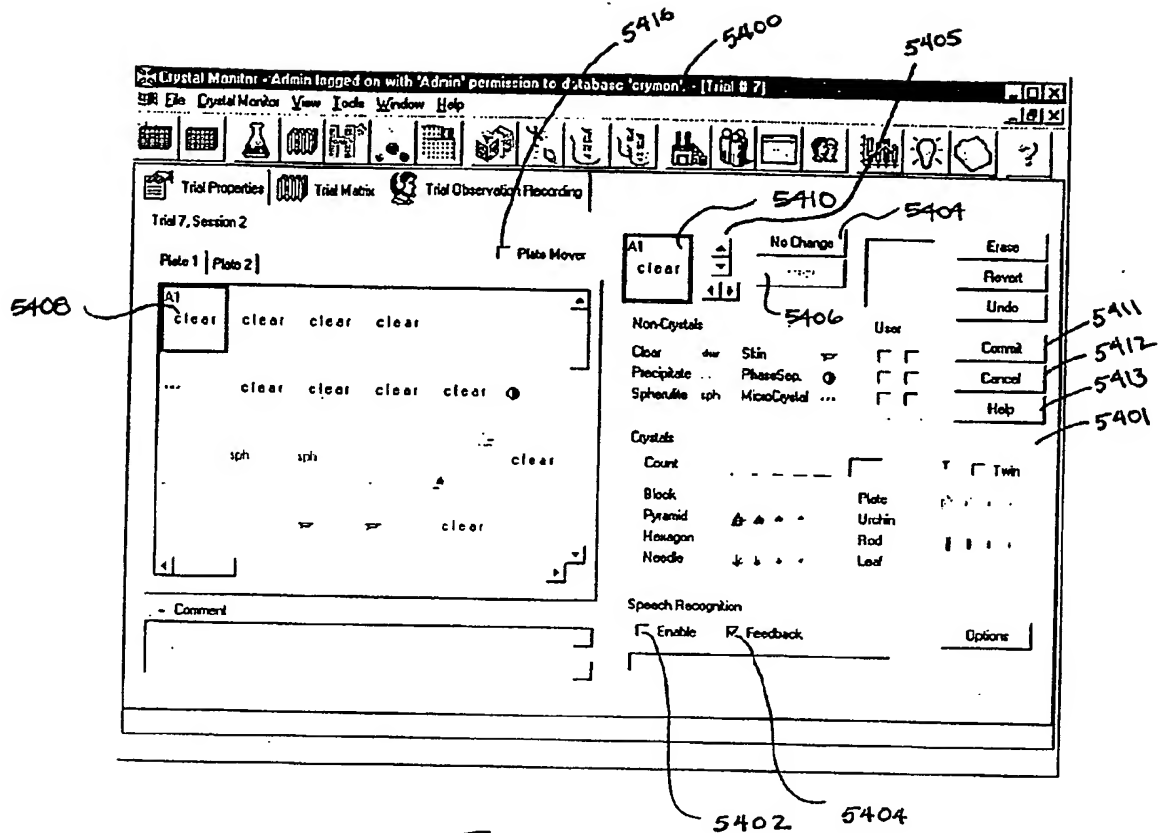 5416
5400
5405
Crystal Monitor - 'Admin logged on with 'Admin' permission to database 'crymon'. - [Trial # 7]
File Crystal Monitor View Tools Window Help
Trial Properties Trial Matrix Trial Observation Recording
Trial 7, Session 2
5410
5404
Plate Mover
A1
clear
No Change
Erase
Plate 1 Plate 2
Revert
5408
A1
clear clear clear clear
5406
Undo
5411
Non-Crystals
User
Commit
5412
Clear clear Skin
Precipitate PhaseSep.
Cancel
5413
clear clear clear clear
Spherulite sph MicroCrystal
Help
5401
Crystals
sph sph clear
Count
T Twin
Block Plate
Pyramid Urchin
clear
Hexagon Rod
Needle Leaf
Comment
Speech Recognition
Enable Feedback
Options
5402
5404